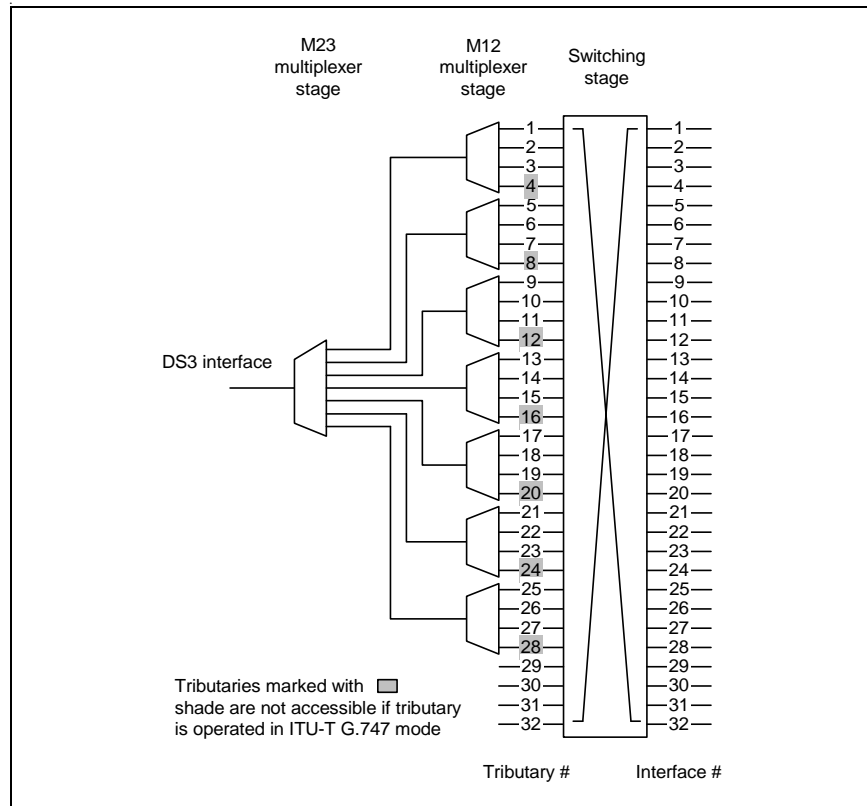 M23
multiplexer
stage
M12
multiplexer
stage
Switching
stage
DS3 interface
1 1
2 2
3 3
4 4
5 5
6 6
7 7
8 8
9 9
10 10
11 11
12 12
13 13
14 14
15 15
16 16
17 17
18 18
19 19
20 20
21 21
22 22
23 23
24 24
25 25
26 26
27 27
28 28
29 29
30 30
31 31
32 32
Tributaries marked with
shade are not accessible if tributary
is operated in ITU-T G.747 mode
Tributary # Interface #